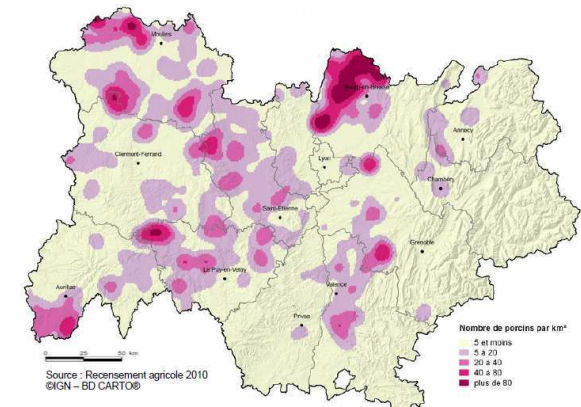 Moulins
Bourg-en-Bresse
Annecy
Clermont-Ferrand
Lyon
Chambéry
Saint-Etienne
Grenoble
Le Puy-en-Velay
Aurillac
Valence
Privas
Nombre de porcins par km²
5 et moins
5 à 20
20 à 40
40 à 80
plus de 80
0 25 50 km
Source : Recensement agricole 2010
©IGN – BD CARTO®